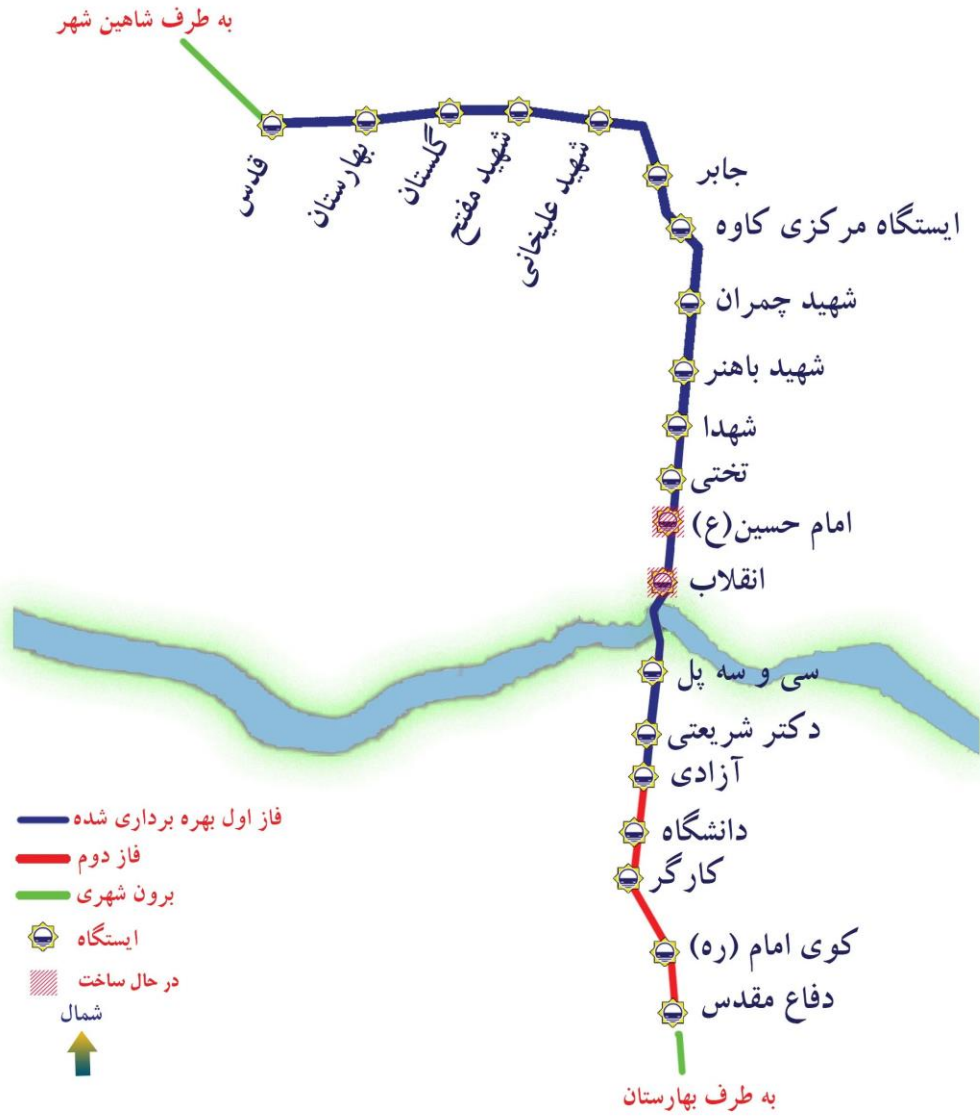 به طرف شاهین شهر
قدس
بهارستان
گلستان
شهید مفتح
شهید علیخانی
جابر
ایستگاه مرکزی کاوه
شهید چمران
شهید باهنر
شهدا
تختی
امام حسین(ع)
انقلاب
سی و سه پل
دکتر شریعتی
آزادی
دانشگاه
کارگر
کوی امام (ره)
دفاع مقدس
به طرف بهارستان
فاز اول بهره برداری شده
فاز دوم
برون شهری
ایستگاه
در حال ساخت
شمال